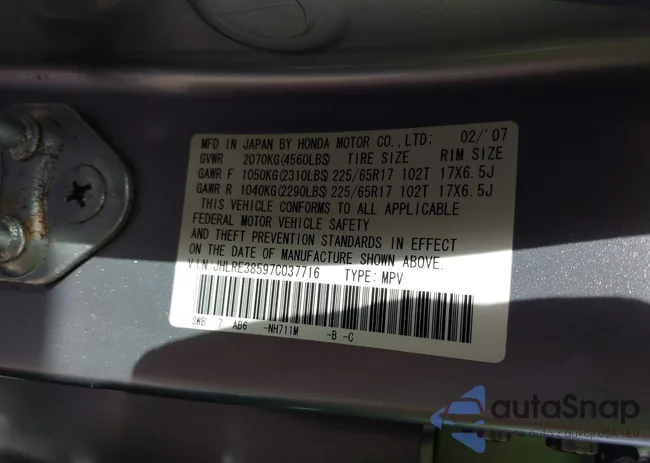 MFD IN JAPAN BY HONDA MOTOR CO.,LTD; 02/'07
GVWR 2070KG(4560LBS) TIRE SIZE RIM SIZE
GAWR F 1050KG(2310LBS) 225/65R17 102T 17X6.5J
GAWR R 1040KG(2290LBS) 225/65R17 102T 17X6.5J
THIS VEHICLE CONFORMS TO ALL APPLICABLE
FEDERAL MOTOR VEHICLE SAFETY
AND THEFT PREVENTION STANDARDS IN EFFECT
ON THE DATE OF MANUFACTURE SHOWN ABOVE.
VIN JHLRE38597C037716 TYPE: MPV
SWB 7 AB6 -NH711M -B -C
autaSnap